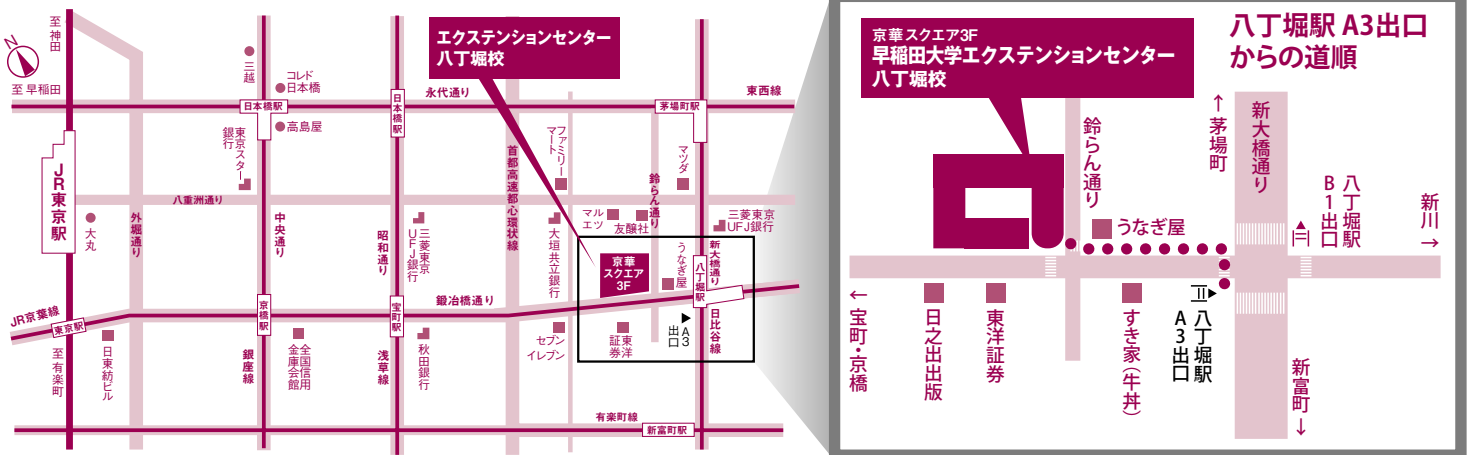 N
至神田
至 早稲田
三越
コレド
日本橋
日本橋駅
高島屋
東京スター
銀行
日本橋駅
永代通り
茅場町駅
東西線
エクステンションセンター
八丁堀校
JR東京駅
大丸
外堀通り
八重洲通り
中央通り
昭和通り
三菱東京
UFJ銀行
首都高速都心環状線
ファミリー
マート
マツダ
鈴らん通り
マル
エツ
友醸社
三菱東京
UFJ銀行
大垣共立銀行
京華
スクエア
3F
うなぎ屋
新大橋通り
八丁堀駅
日比谷線
鍛冶橋通り
JR京葉線
東京駅
至有楽町
日東紡ビル
京橋駅
銀座線
全国信用
金庫会館
宝町駅
浅草線
秋田銀行
セブン
イレブン
東洋
証券
A3
出口
有楽町線
新富町駅
京華スクエア3F
早稲田大学エクステンションセンター
八丁堀校
八丁堀駅 A3出口
からの道順
鈴らん通り
↑茅場町
新大橋通り
八丁堀駅
B1出口
新川→
うなぎ屋
←宝町・京橋
日之出出版
東洋証券
すき家(牛丼)
八丁堀駅
A3出口
新富町↓